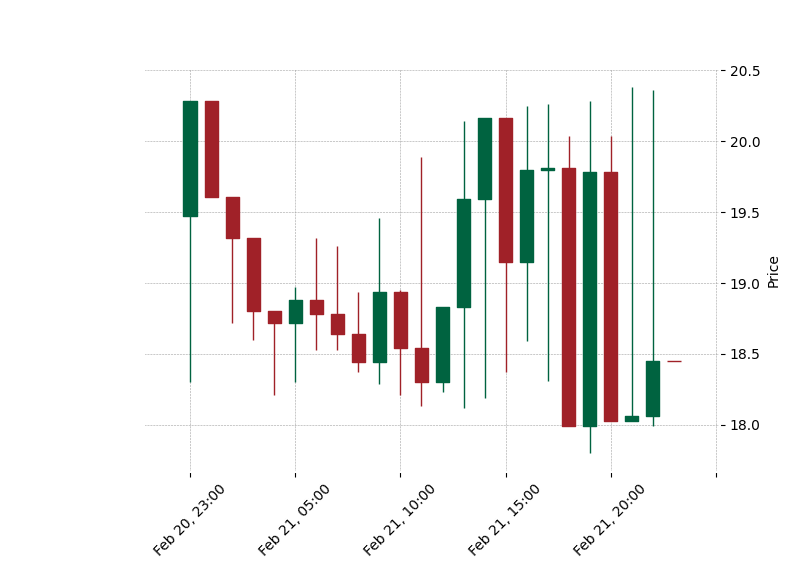 20.5
20.0
19.5
19.0
18.5
18.0
Price
Feb 20, 23:00
Feb 21, 05:00
Feb 21, 10:00
Feb 21, 15:00
Feb 21, 20:00